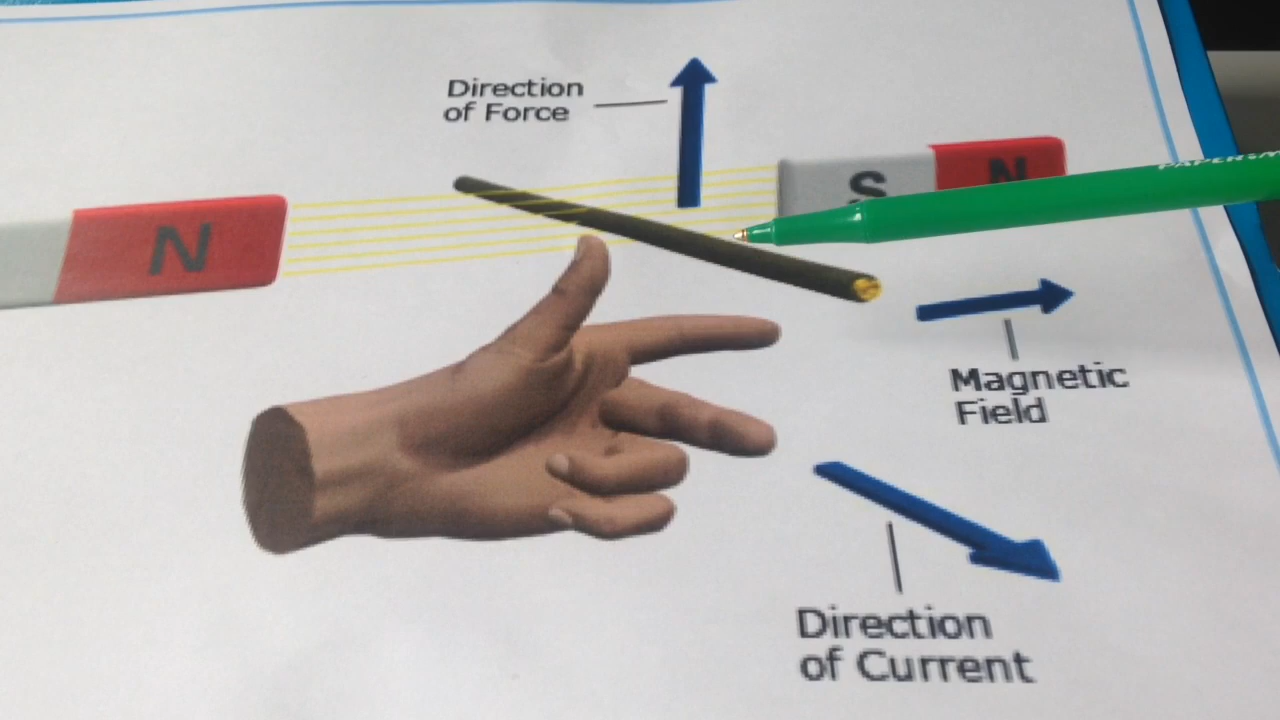 Direction
of Force
S
N
N
Magnetic
Field
Direction
of Current